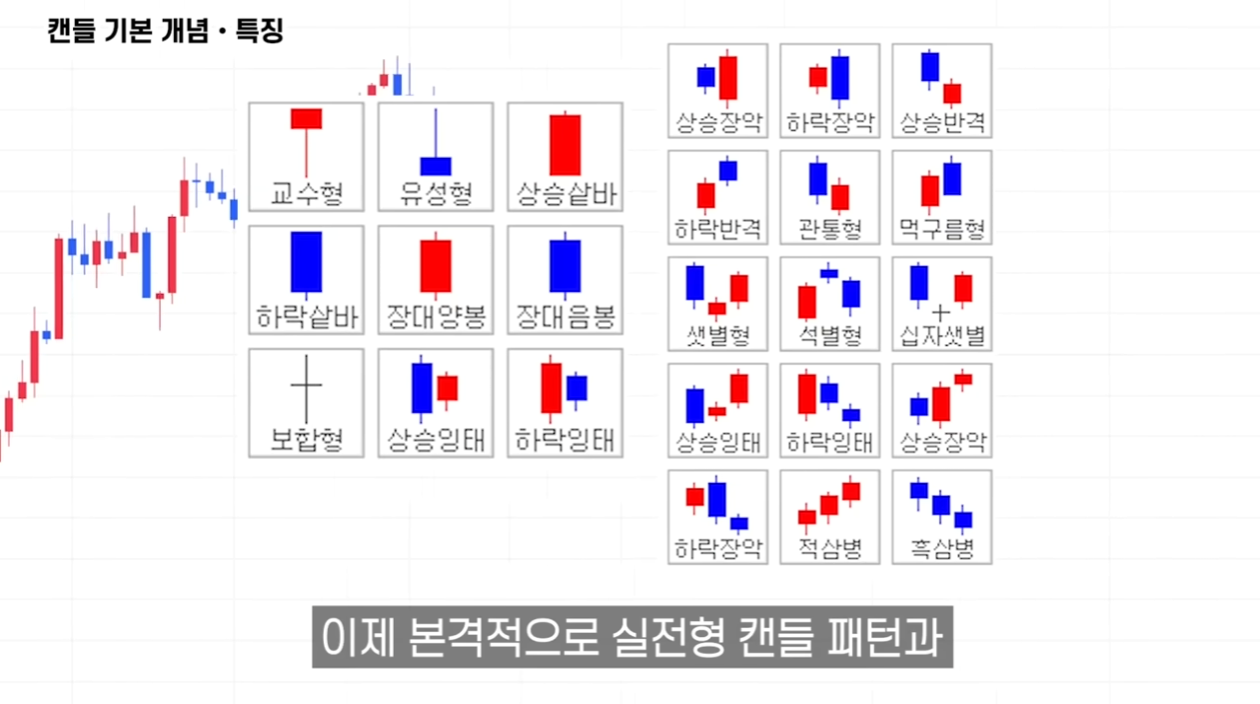 캔들 기본 개념・특징
교수형 유성형 상승샅바
하락샅바 장대양봉 장대음봉
보합형 상승잉태 하락잉태
상승장악 하락장악 상승반격
하락반격 관통형 먹구름형
샛별형 석별형 십자샛별
상승잉태 하락잉태 상승장악
하락장악 적삼병 흑삼병
이제 본격적으로 실전형 캔들 패턴과